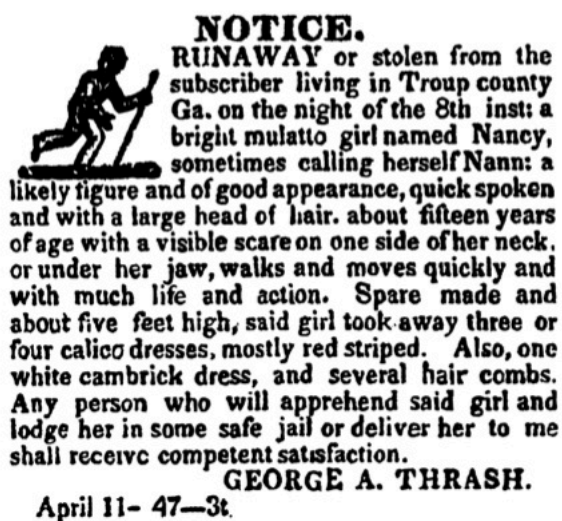 NOTICE.
RUNAWAY or stolen from the
subscriber living in Troup county
Ga. on the night of the 8th inst: a
bright mulatto girl named Nancy,
sometimes calling herself Nann: a
likely figure and of good appearance, quick spoken
and with a large head of hair. about fifteen years
of age with a visible scare on one side of her neck.
or under her jaw, walks and moves quickly and
with much life and action. Spare made and
about five feet high, said girl took away three or
four calico dresses, mostly red striped. Also, one
white cambrick dress, and several hair combs.
Any person who will apprehend said girl and
lodge her in some safe jail or deliver her to me
shall receive competent satisfaction.
GEORGE A. THRASH.
April 11- 47—3t.